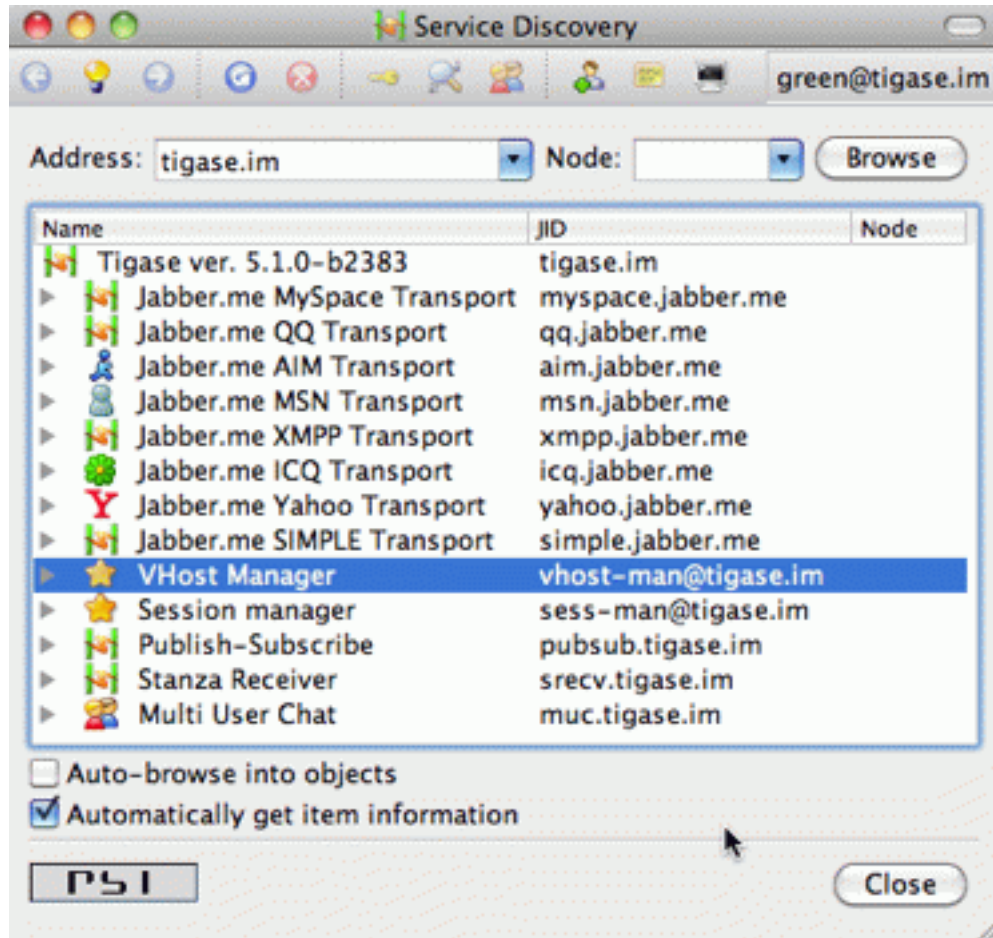 Service Discovery
green@tigase.im
Address: tigase.im Node: Browse
Name JID Node
Tigase ver. 5.1.0-b2383 tigase.im
Jabber.me MySpace Transport myspace.jabber.me
Jabber.me QQ Transport qq.jabber.me
Jabber.me AIM Transport aim.jabber.me
Jabber.me MSN Transport msn.jabber.me
Jabber.me XMPP Transport xmpp.jabber.me
Jabber.me ICQ Transport icq.jabber.me
Jabber.me Yahoo Transport yahoo.jabber.me
Jabber.me SIMPLE Transport simple.jabber.me
VHost Manager vhost-man@tigase.im
Session manager sess-man@tigase.im
Publish-Subscribe pubsub.tigase.im
Stanza Receiver srecv.tigase.im
Multi User Chat muc.tigase.im
Auto-browse into objects
Automatically get item information
PSI Close